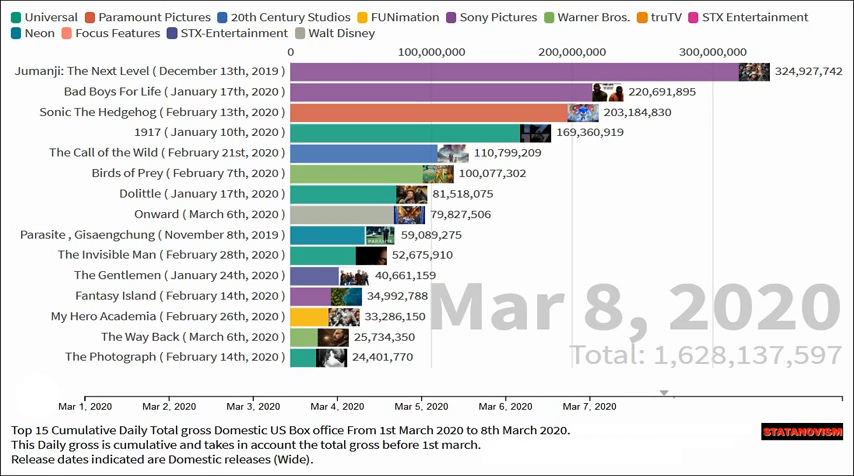 Universal Paramount Pictures 20th Century Studios FUNimation Sony Pictures Warner Bros. truTV STX Entertainment
Neon Focus Features STX-Entertainment Walt Disney
0 100,000,000 200,000,000 300,000,000
Jumanji: The Next Level ( December 13th, 2019 ) 324,927,742
Bad Boys For Life ( January 17th, 2020 ) 220,691,895
Sonic The Hedgehog ( February 13th, 2020 ) 203,184,830
1917 ( January 10th, 2020 ) 169,360,919
The Call of the Wild ( February 21st, 2020 ) 110,799,209
Birds of Prey ( February 7th, 2020 ) 100,077,302
Dolittle ( January 17th, 2020 ) 81,518,075
Onward ( March 6th, 2020 ) 79,827,506
Parasite , Gisaengchung ( November 8th, 2019 ) PARASITE 59,089,275
The Invisible Man ( February 28th, 2020 ) 52,675,910
The Gentlemen ( January 24th, 2020 ) 40,661,159
Fantasy Island ( February 14th, 2020 ) 34,992,788
My Hero Academia ( February 26th, 2020 ) 33,286,150
The Way Back ( March 6th, 2020 ) 25,734,350
The Photograph ( February 14th, 2020 ) 24,401,770
Mar 8, 2020
Total: 1,628,137,597
Mar 1, 2020 Mar 2, 2020 Mar 3, 2020 Mar 4, 2020 Mar 5, 2020 Mar 6, 2020 Mar 7, 2020
Top 15 Cumulative Daily Total gross Domestic US Box office From 1st March 2020 to 8th March 2020.
This Daily gross is cumulative and takes in account the total gross before 1st march.
Release dates indicated are Domestic releases (Wide).
STATANOVISM